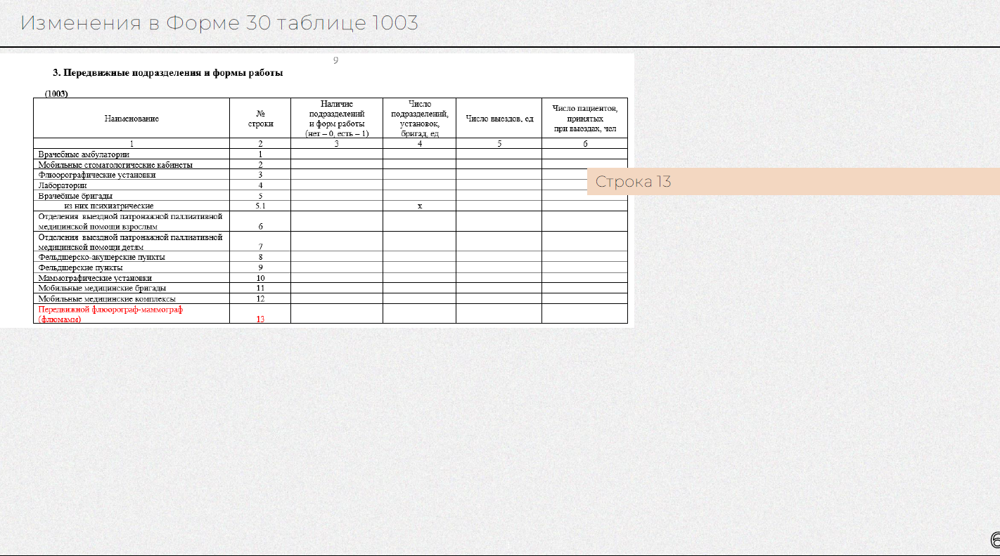 Изменения в Форме 30 таблице 1003
9
3. Передвижные подразделения и формы работы
(1003)
Наименование
№
строки
Наличие
подразделений
и форм работы
(нет – 0, есть – 1)
Число
подразделений,
установок,
бригад, ед
Число выездов, ед
Число пациентов,
принятых
при выездах, чел
1 2 3 4 5 6
Врачебные амбулатории 1
Мобильные стоматологические кабинеты 2
Флюорографические установки 3
Лаборатории 4
Врачебные бригады 5
из них психиатрические 5.1 х
Отделения выездной патронажной паллиативной
медицинской помощи взрослым 6
Отделения выездной патронажной паллиативной
медицинской помощи детям 7
Фельдшерско-акушерские пункты 8
Фельдшерские пункты 9
Маммографические установки 10
Мобильные медицинские бригады 11
Мобильные медицинские комплексы 12
Передвижной флюорограф-маммограф
(флюмамм) 13
Строка 13
6